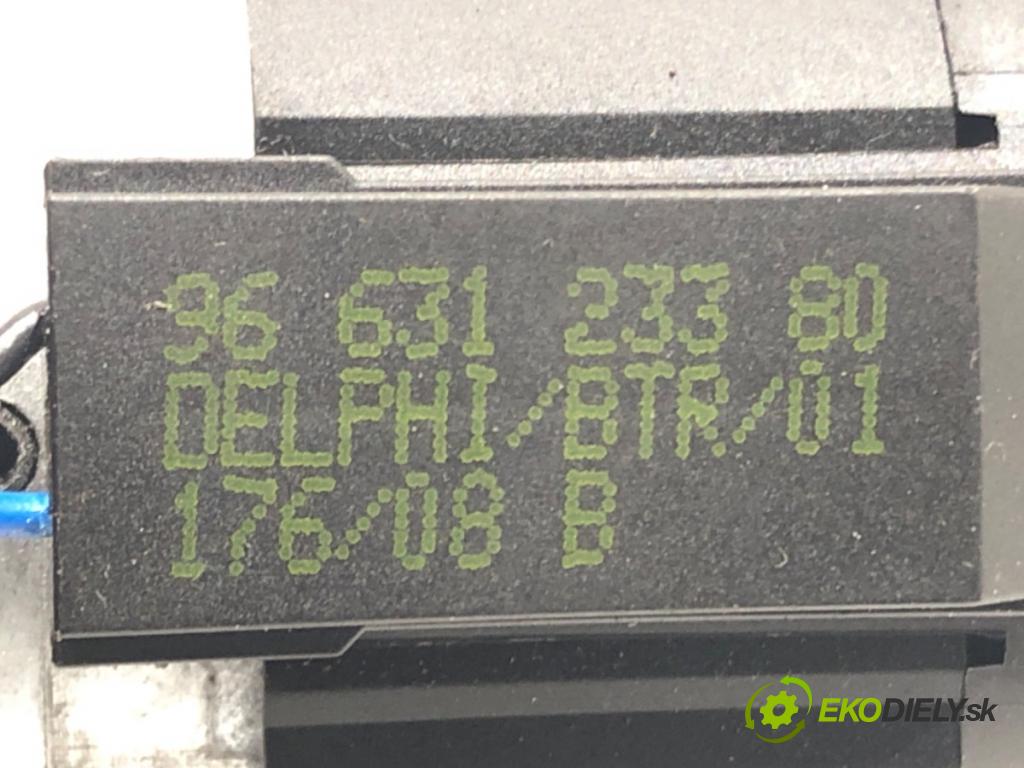 96 631 233 80
DELPHI/BTR/01
176/08 B
EKODIELY.sk